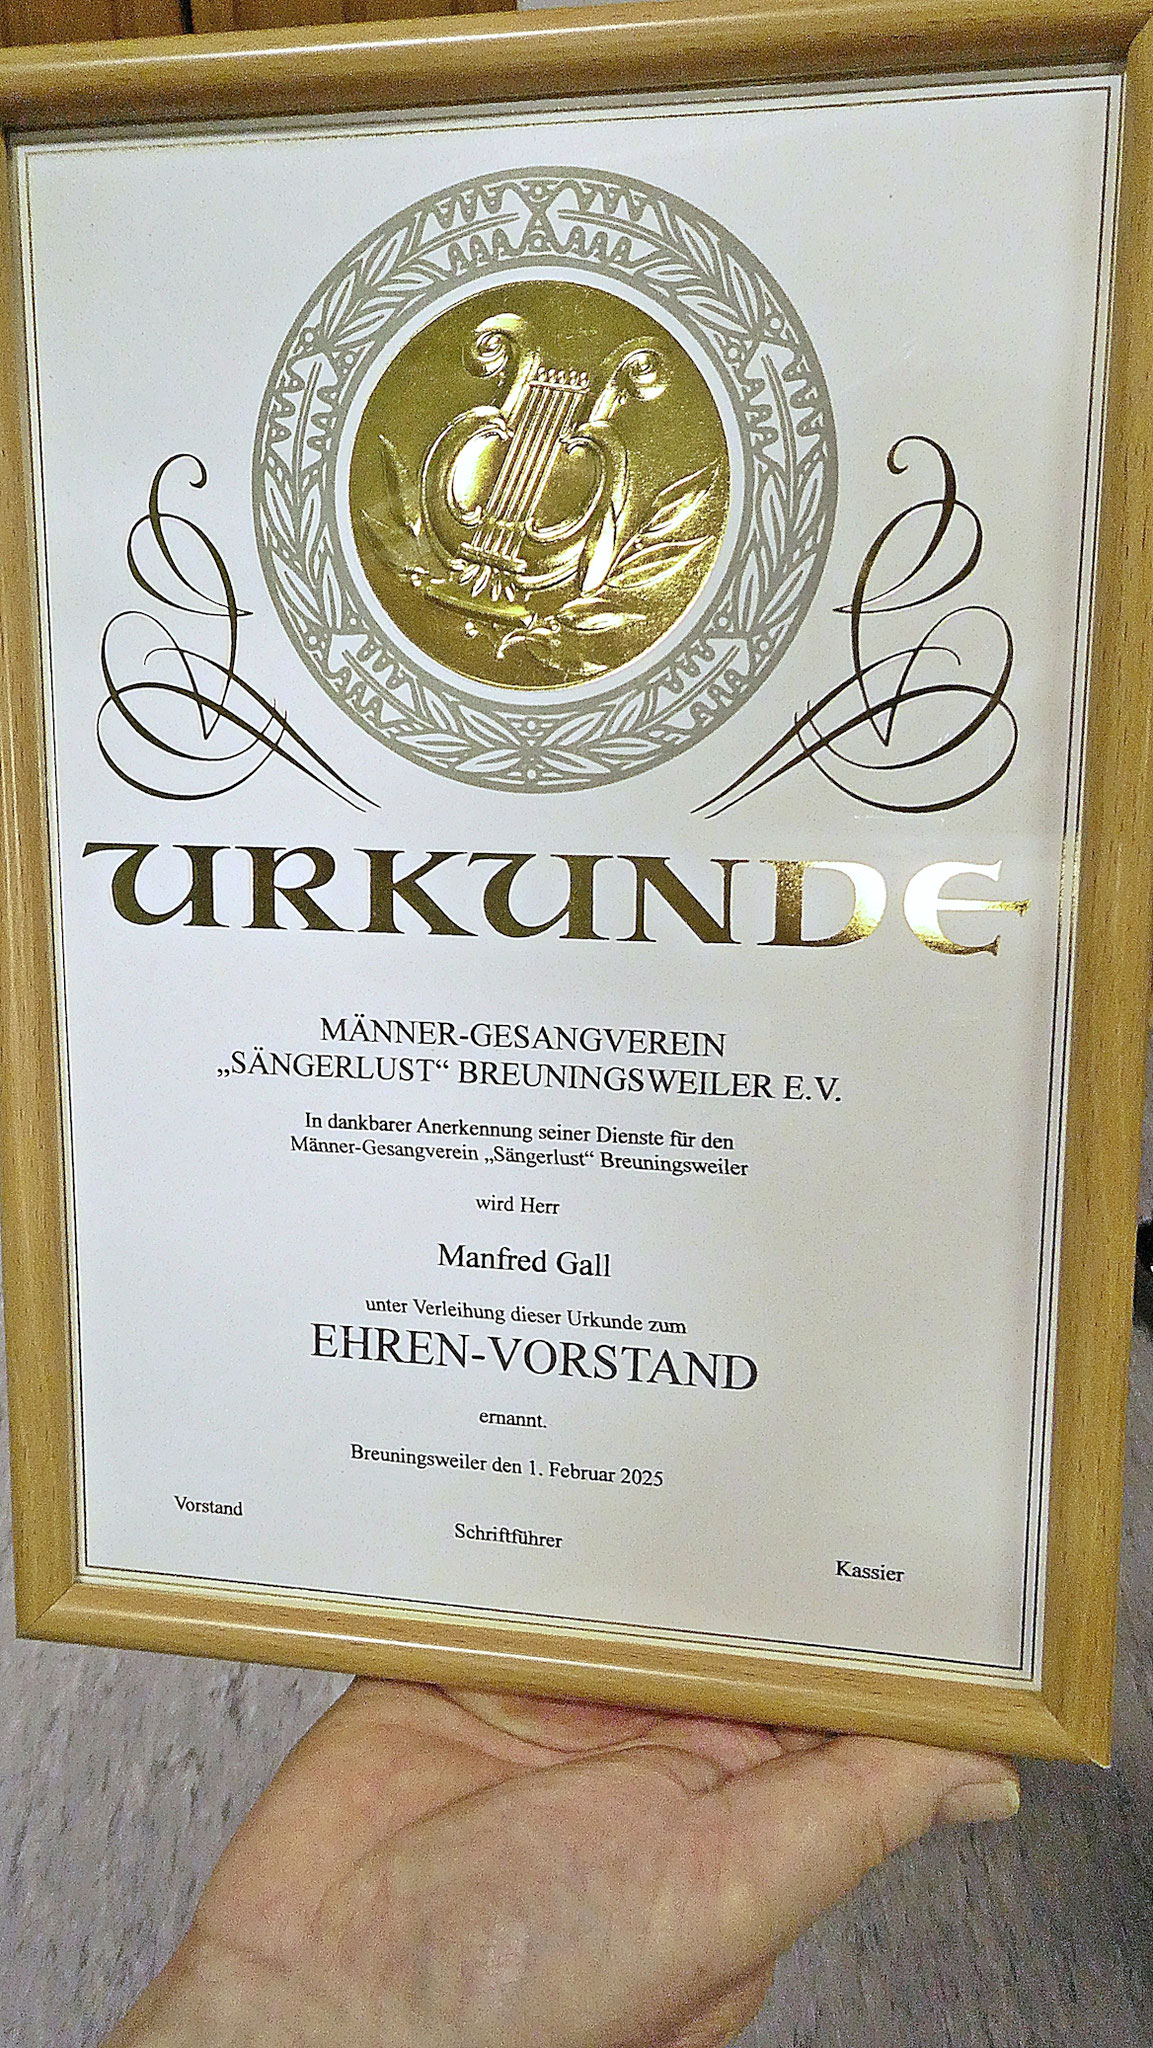 URKUNDE
MÄNNER-GESANGVEREIN
„SÄNGERLUST“ BREUNINGSWEILER E.V.
In dankbarer Anerkennung seiner Dienste für den
Männer-Gesangverein „Sängerlust“ Breuningsweiler
wird Herr
Manfred Gall
unter Verleihung dieser Urkunde zum
EHREN-VORSTAND
ernannt.
Breuningsweiler den 1. Februar 2025
Vorstand
Schriftführer
Kassier